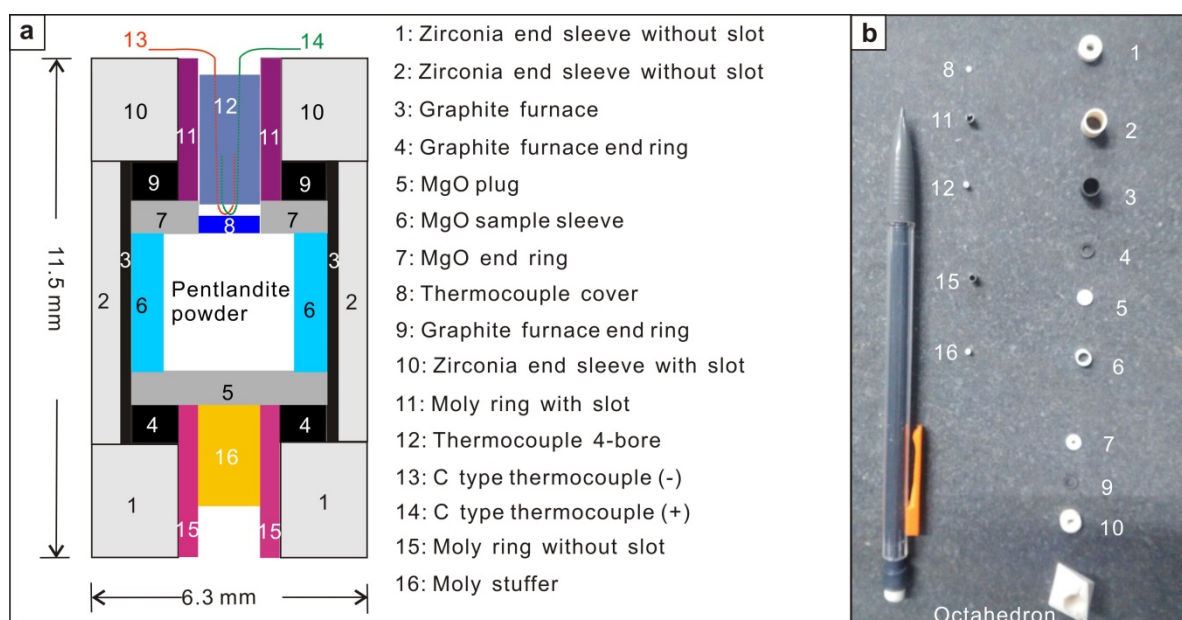 a
13
14
10
12
10
11
11
9
9
7
7
8
3
3
2
6
Pentlandite
powder
6
2
5
4
4
16
1
1
15
15
11.5 mm
6.3 mm
1: Zirconia end sleeve without slot
2: Zirconia end sleeve without slot
3: Graphite furnace
4: Graphite furnace end ring
5: MgO plug
6: MgO sample sleeve
7: MgO end ring
8: Thermocouple cover
9: Graphite furnace end ring
10: Zirconia end sleeve with slot
11: Moly ring with slot
12: Thermocouple 4-bore
13: C type thermocouple (-)
14: C type thermocouple (+)
15: Moly ring without slot
16: Moly stuffer
b
8
11
12
15
16
1
2
3
4
5
6
7
9
10
Octahedron